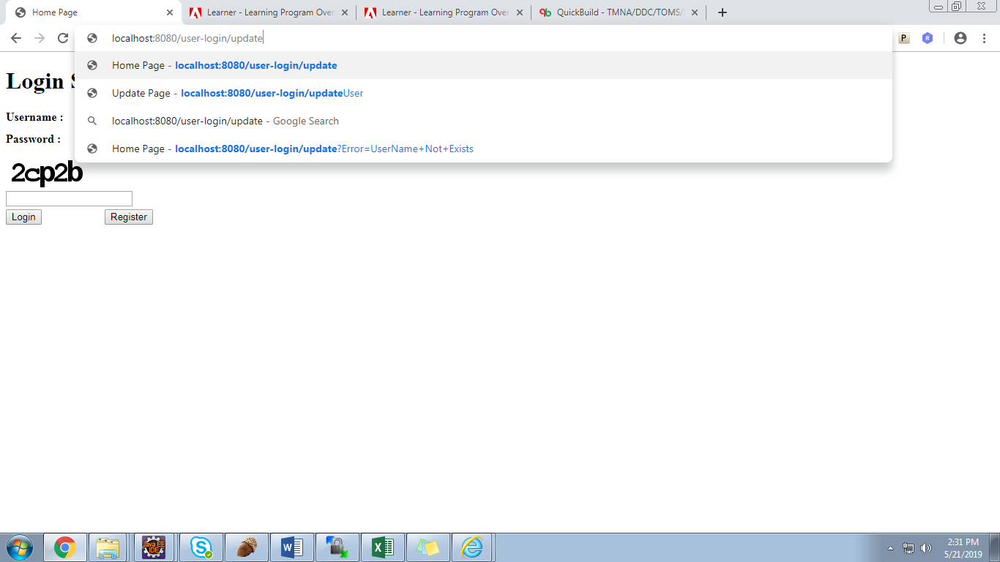 Home Page
Learner - Learning Program Over
Learner - Learning Program Over
QuickBuild - TMNA/DDC/TOMS/
localhost:8080/user-login/update
P
R
Home Page - localhost:8080/user-login/update
Update Page - localhost:8080/user-login/updateUser
localhost:8080/user-login/update - Google Search
Home Page - localhost:8080/user-login/update?Error=UserName+Not+Exists
Login
Username :
Password :
2cp2b
Login Register
Java EE
IDE
2:31 PM
5/21/2019